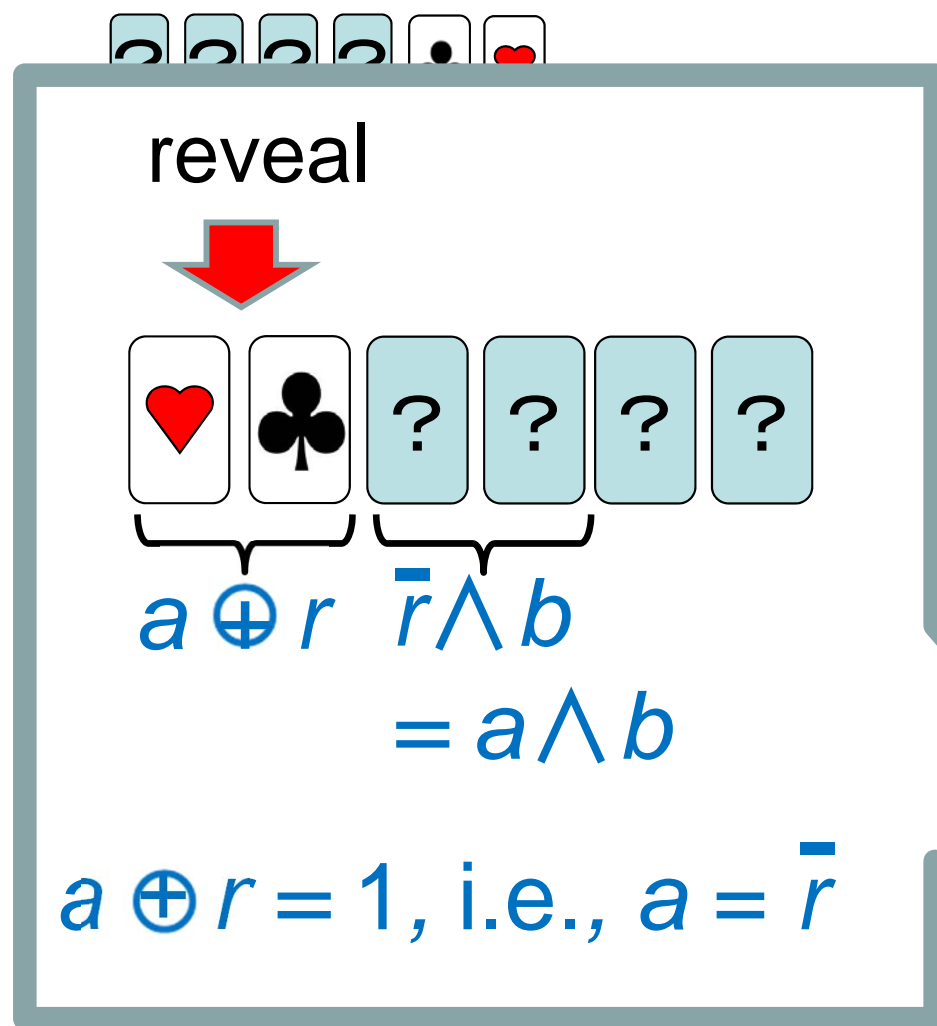 ? ? ? ?
reveal
? ? ? ?
a ⊕ r r̅ ∧ b
= a ∧ b
a ⊕ r = 1, i.e., a = r̅